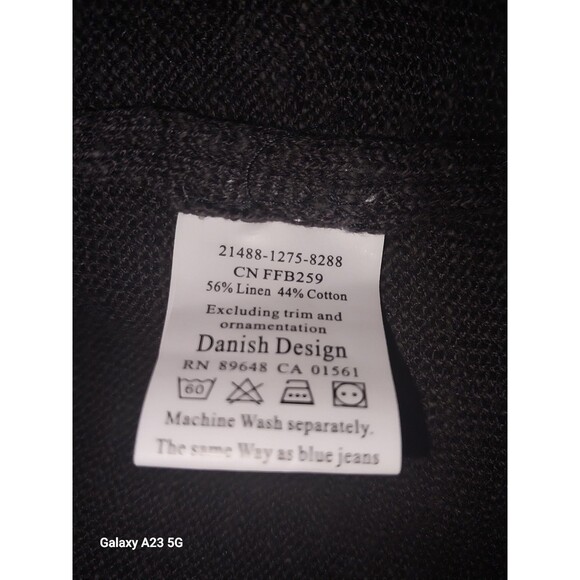 21488-1275-8288
CN FFB259
56% Linen 44% Cotton
Excluding trim and
ornamentation
Danish Design
RN 89648 CA 01561
60
Machine Wash separately.
The same Way as blue jeans
Galaxy A23 5G